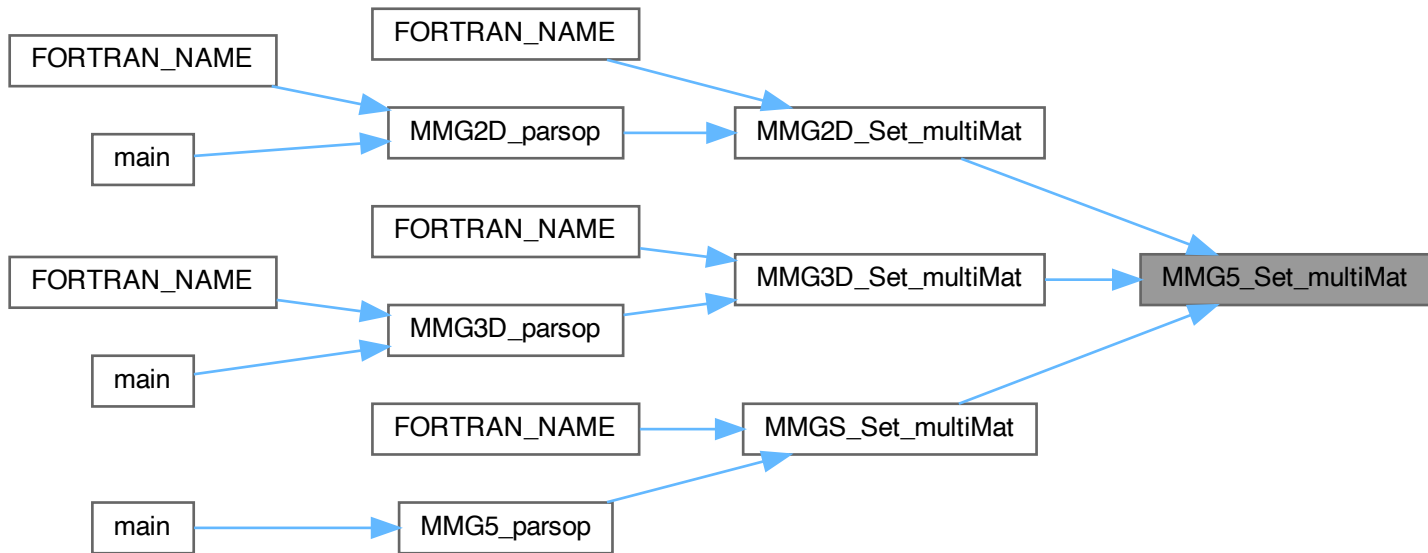 FORTRAN_NAME
FORTRAN_NAME
MMG2D_parsop
MMG2D_Set_multiMat
main
FORTRAN_NAME
FORTRAN_NAME
MMG3D_Set_multiMat
MMG5_Set_multiMat
MMG3D_parsop
main
FORTRAN_NAME
MMGS_Set_multiMat
main
MMG5_parsop